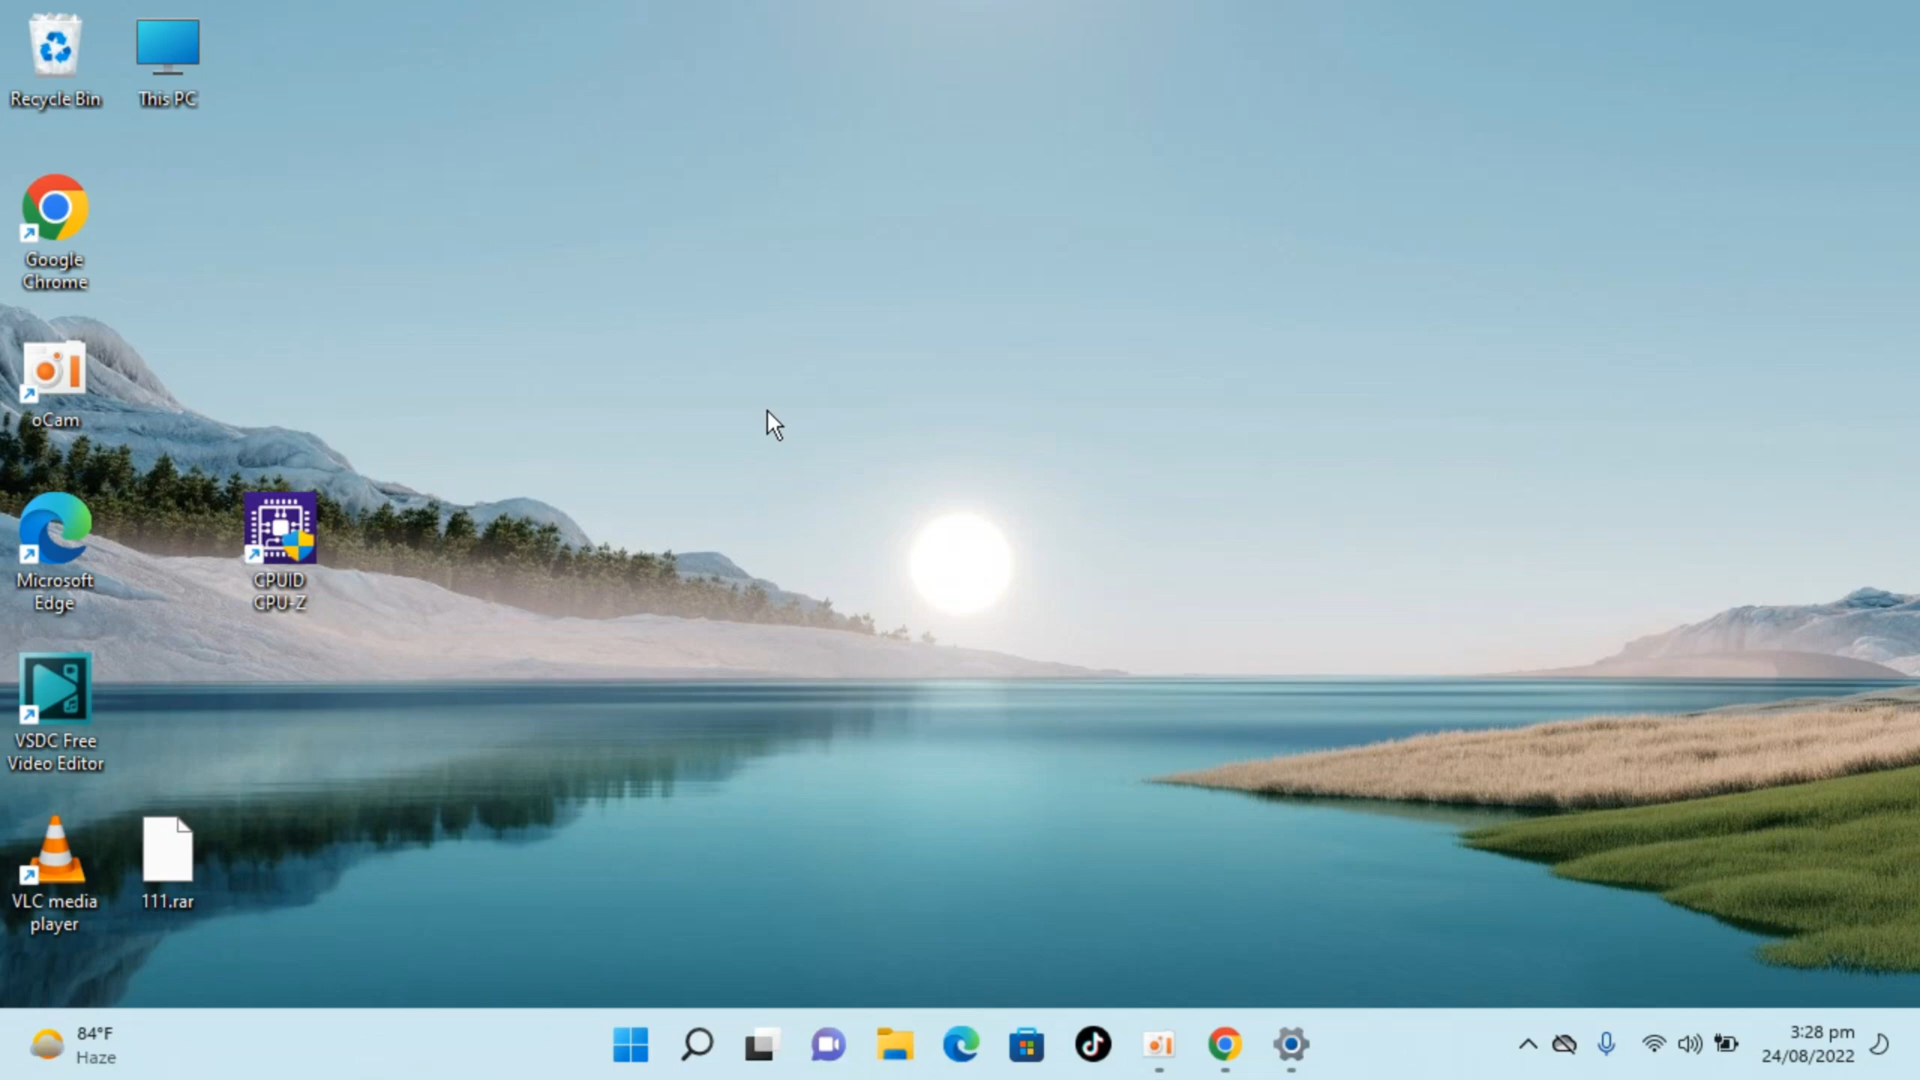 Recycle Bin
This PC
Google
Chrome
oCam
Microsoft
Edge
CPUID
CPU-Z
VSDC Free
Video Editor
VLC media
player
111.rar
84°F
Haze
3:28 pm
24/08/2022